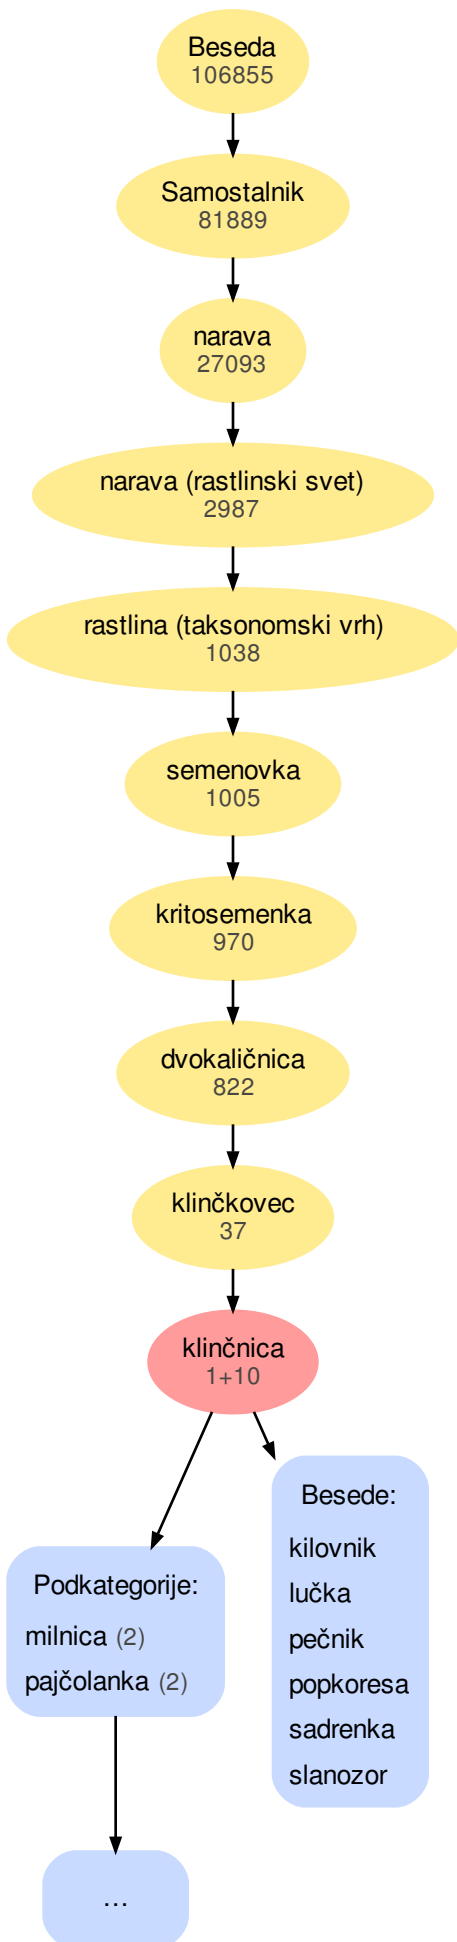 Beseda
106855
Samostalnik
81889
narava
27093
narava (rastlinski svet)
2987
rastlina (taksonomski vrh)
1038
semenovka
1005
kritosemenka
970
dvokaličnica
822
klinčkovec
37
klinčnica
1+10
Besede:
kilovnik
lučka
pečnik
popkoresa
sadrenka
slanozor
Podkategorije:
milnica (2)
pajčolanka (2)
...